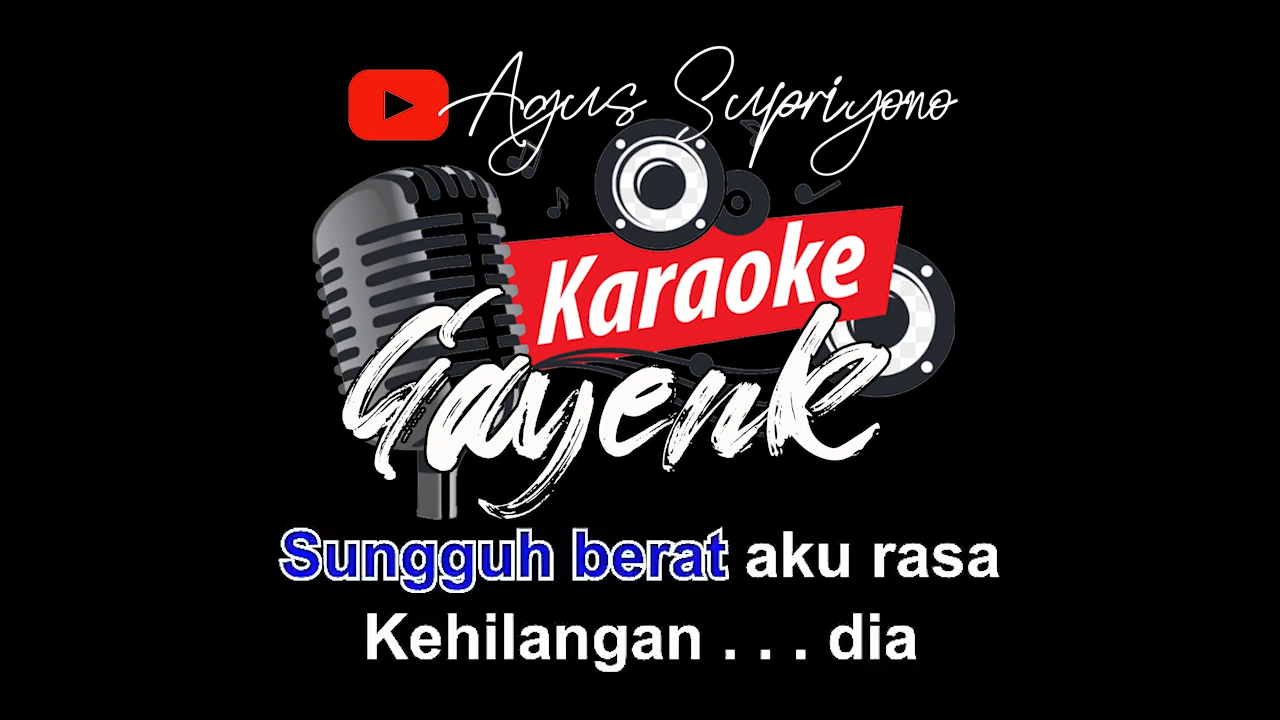 Agus Supriyono
Karaoke
Gayenk
Sungguh berat aku rasa
Kehilangan . . . dia